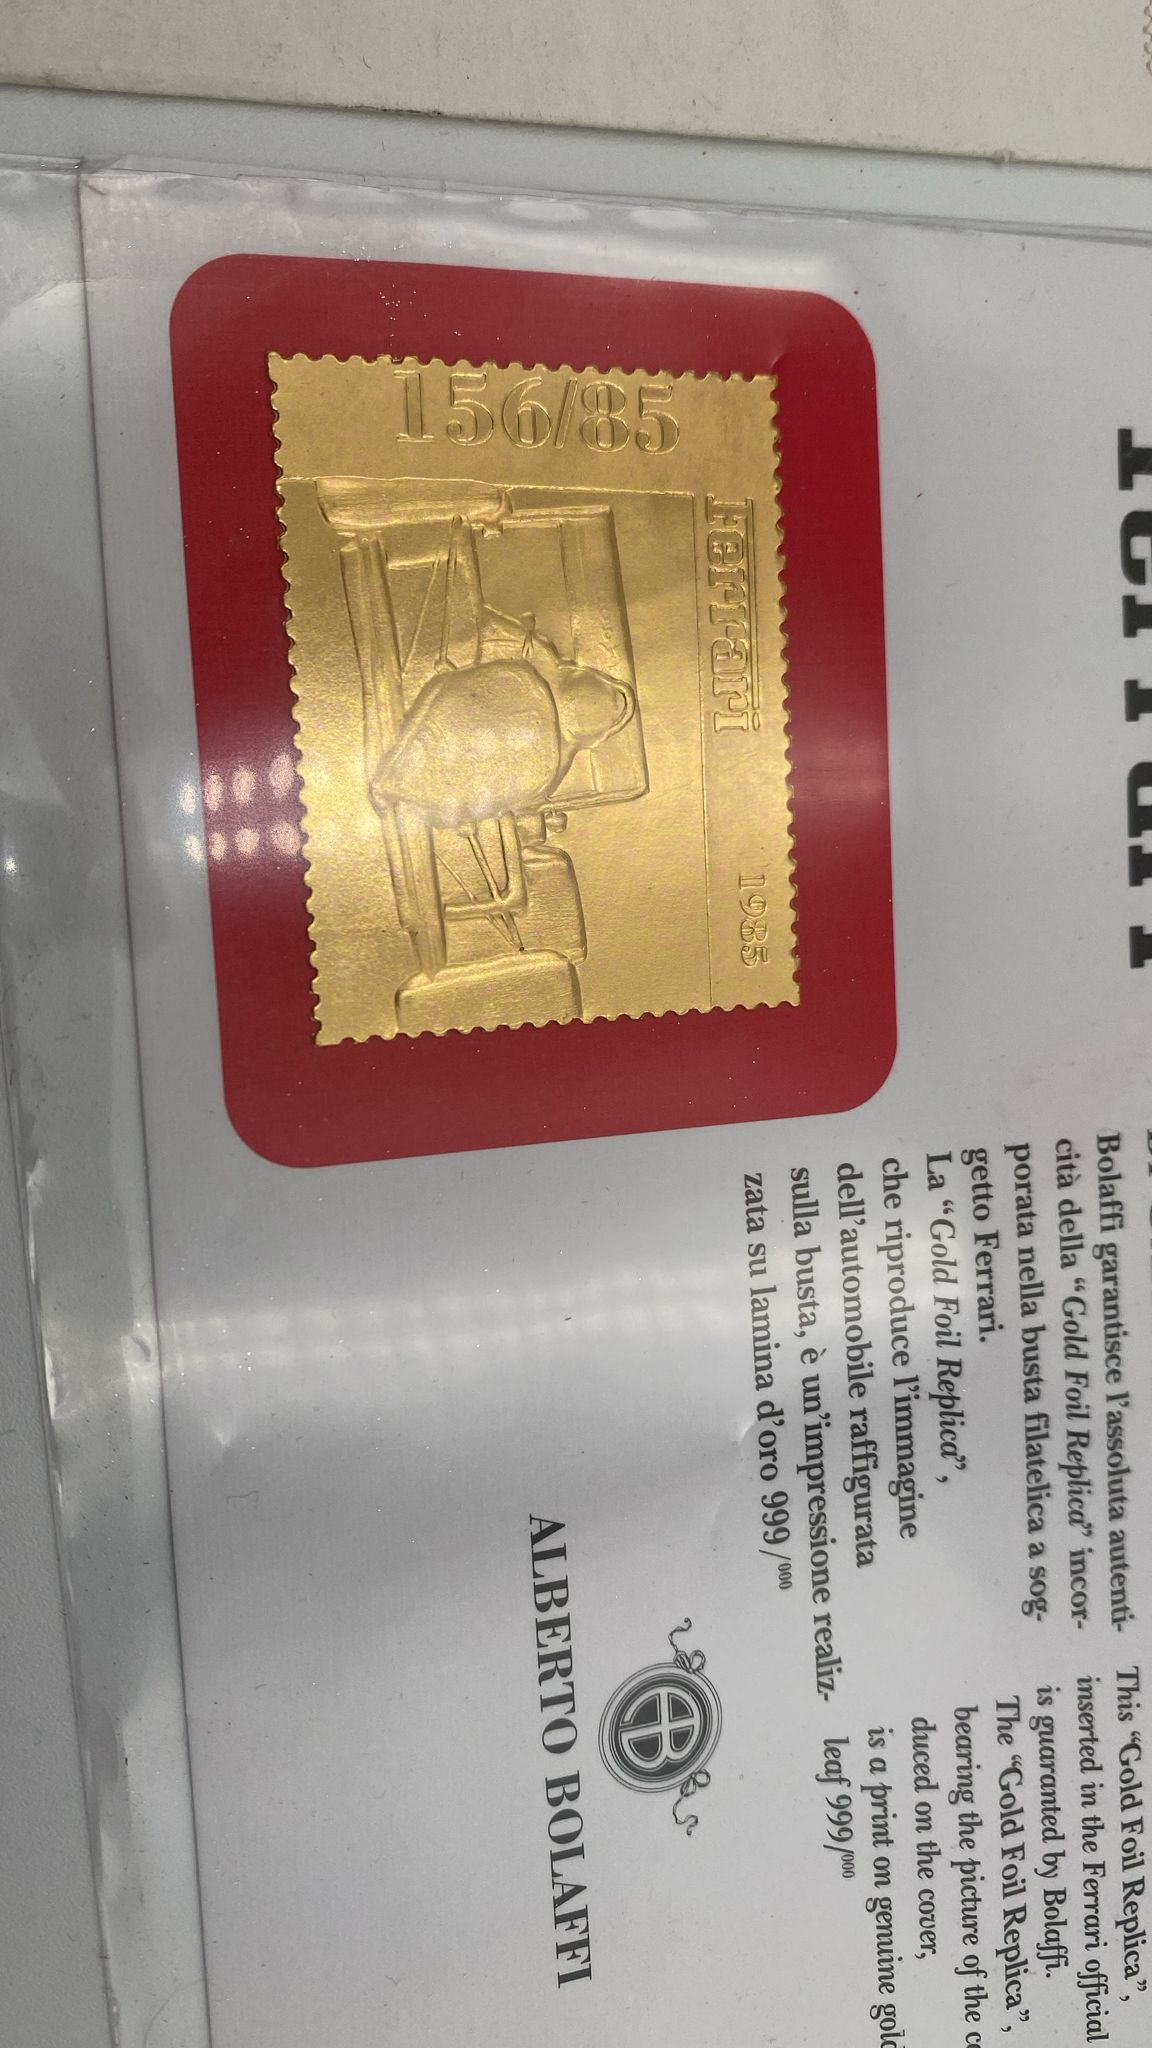 Ferrari
156/85
Ferrari
1985
Bolaffi garantisce l'assoluta autenti-
cità della “Gold Foil Replica” incor-
porata nella busta filatelica a sog-
getto Ferrari.
La “Gold Foil Replica”,
che riproduce l'immagine
dell'automobile raffigurata
sulla busta, è un'impressione realiz-
zata su lamina d'oro 999/000
This “Gold Foil Replica”,
inserted in the Ferrari official
is guaranted by Bolaffi.
The “Gold Foil Replica”,
bearing the picture of the
duced on the cover,
is a print on genuine gold
leaf 999/000
B
ALBERTO BOLAFFI